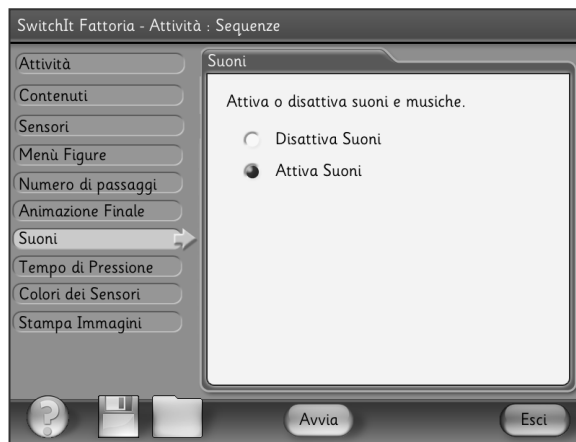 SwitchIt Fattoria - Attività : Sequenze
Attività
Contenuti
Sensori
Menù Figure
Numero di passaggi
Animazione Finale
Suoni
Tempo di Pressione
Colori dei Sensori
Stampa Immagini
Suoni
Attiva o disattiva suoni e musiche.
Disattiva Suoni
Attiva Suoni
?
Avvia
Esci